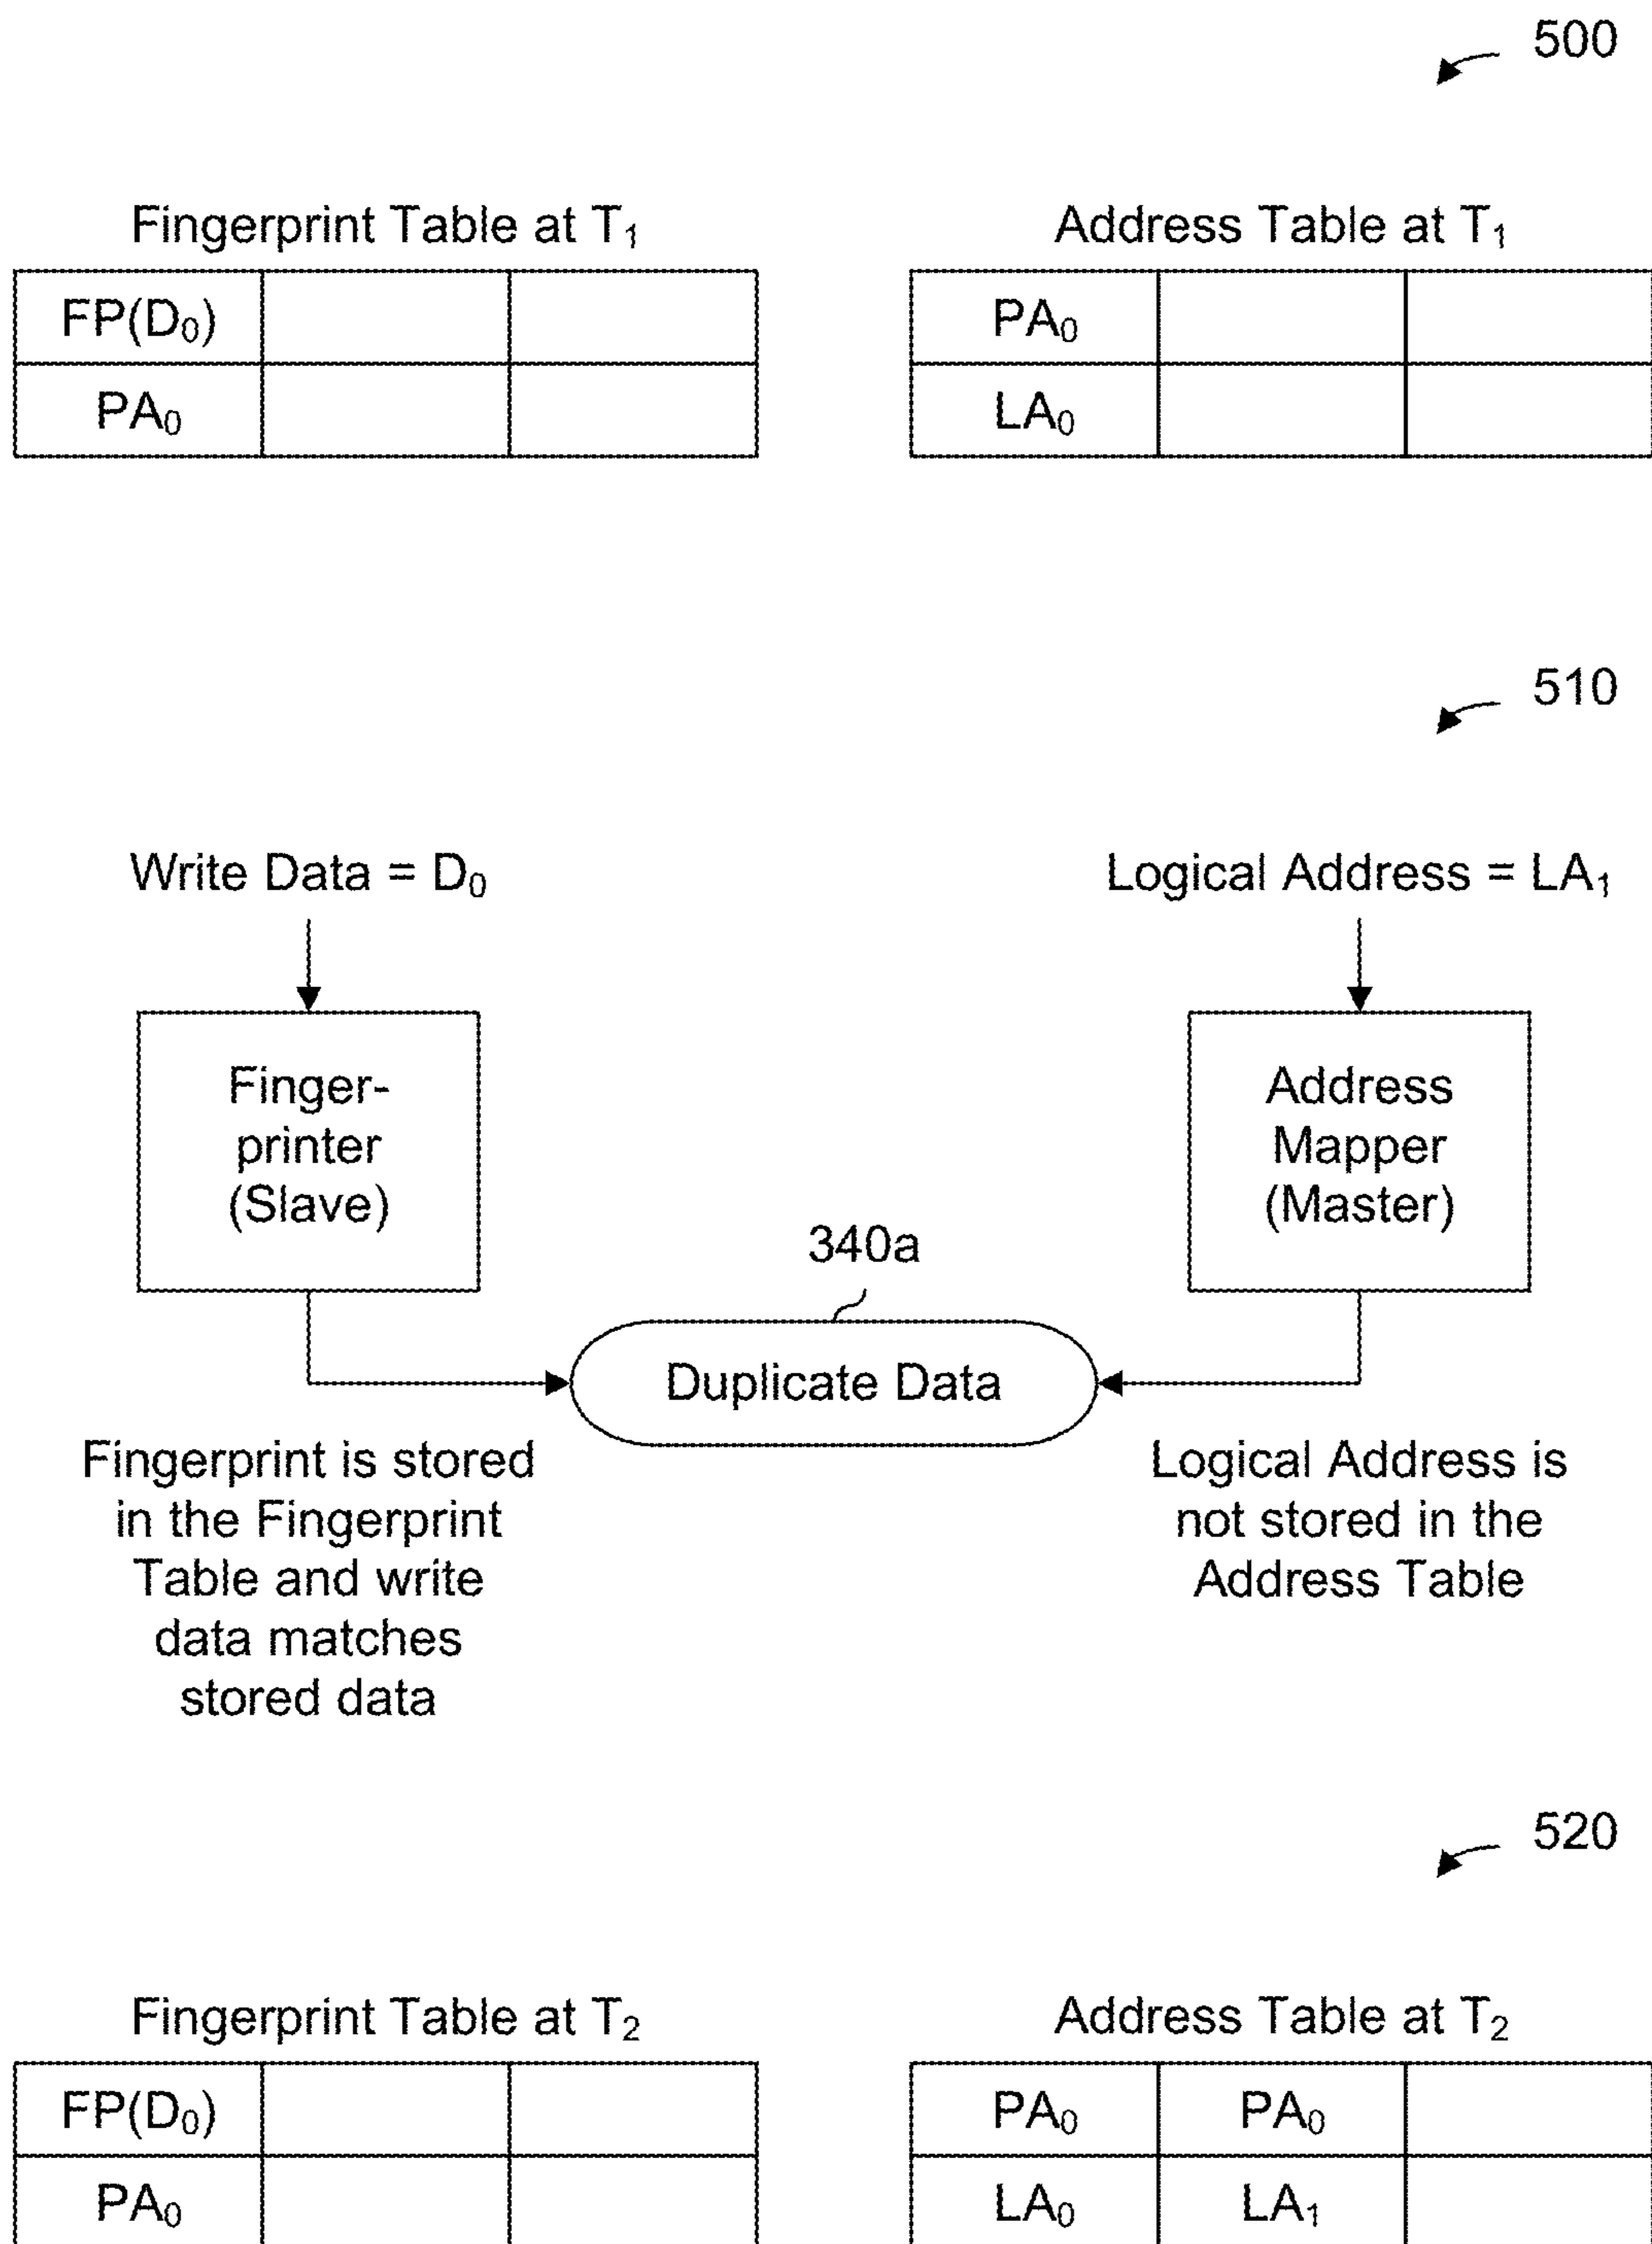 500
Fingerprint Table at T₁
Address Table at T₁
FP(D₀)
PA₀
PA₀
LA₀
510
Write Data = D₀
Logical Address = LA₁
Finger-
printer
(Slave)
Address
Mapper
(Master)
340a
Duplicate Data
Fingerprint is stored
in the Fingerprint
Table and write
data matches
stored data
Logical Address is
not stored in the
Address Table
520
Fingerprint Table at T₂
Address Table at T₂
FP(D₀)
PA₀
PA₀ PA₀
LA₀ LA₁